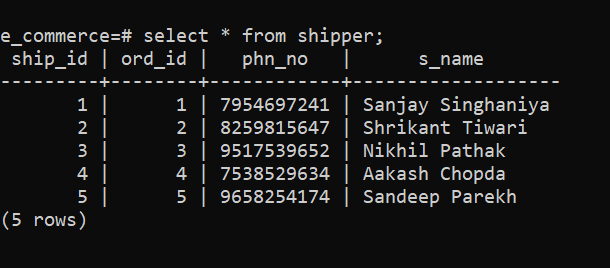 e_commerce=# select * from shipper;
 ship_id | ord_id |   phn_no   |      s_name
---------+--------+------------+-------------------
       1 |      1 | 7954697241 | Sanjay Singhaniya
       2 |      2 | 8259815647 | Shrikant Tiwari
       3 |      3 | 9517539652 | Nikhil Pathak
       4 |      4 | 7538529634 | Aakash Chopda
       5 |      5 | 9658254174 | Sandeep Parekh
(5 rows)